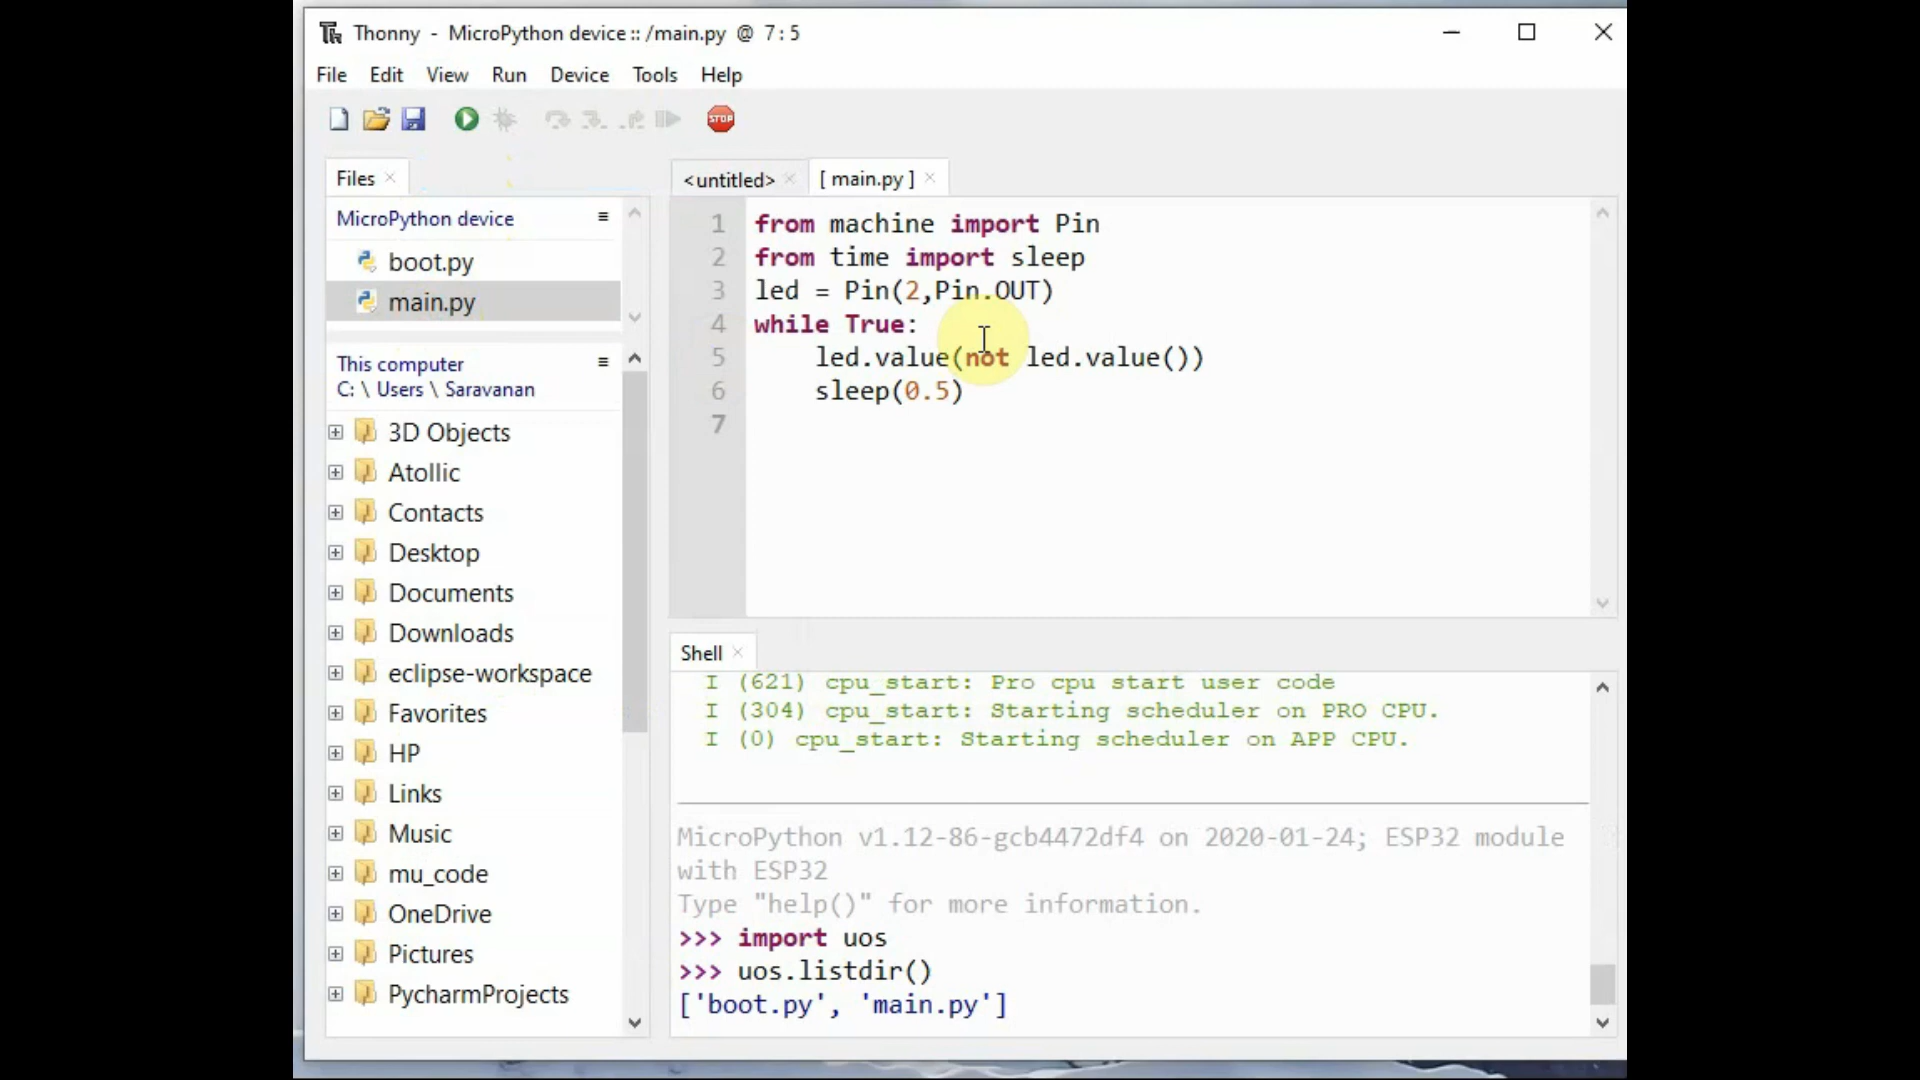 Thonny - MicroPython device :: /main.py @ 7 : 5
File Edit View Run Device Tools Help
STOP
Files
MicroPython device
boot.py
main.py
This computer
C: \ Users \ Saravanan
3D Objects
Atollic
Contacts
Desktop
Documents
Downloads
eclipse-workspace
Favorites
HP
Links
Music
mu_code
OneDrive
Pictures
PycharmProjects
<untitled> [ main.py ]
1 from machine import Pin
2 from time import sleep
3 led = Pin(2,Pin.OUT)
4 while True:
5     led.value(not led.value())
6     sleep(0.5)
7
Shell
I (621) cpu_start: Pro cpu start user code
I (304) cpu_start: Starting scheduler on PRO CPU.
I (0) cpu_start: Starting scheduler on APP CPU.
MicroPython v1.12-86-gcb4472df4 on 2020-01-24; ESP32 module
with ESP32
Type "help()" for more information.
>>> import uos
>>> uos.listdir()
['boot.py', 'main.py']